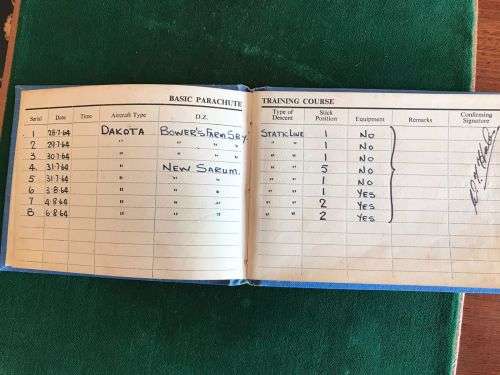 BASIC PARACHUTE TRAINING COURSE
Serial Date Time Aircraft Type D.Z. Type of Descent Stick Position Equipment Remarks Confirming Signature
1 28.7.64 DAKOTA BOWER'S FARM SBY. STATIC LINE 1 NO
2 29.7.64 " " " " " " 1 NO
3 30.7.64 " " " " " " 1 NO
4. 31.7.64 " NEW SARUM. " " 5 NO
5 31.7.64 " " " " " 1 NO
6 3.8.64 " " " " " 1 YES
7 4.8.64 " " " " " 2 YES
8 6.8.64 " " " " " 2 YES